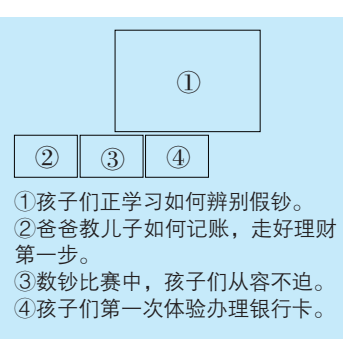 ①
② ③ ④
①孩子们正学习如何辨别假钞。
②爸爸教儿子如何记账，走好理财
第一步。
③数钞比赛中，孩子们从容不迫。
④孩子们第一次体验办理银行卡。